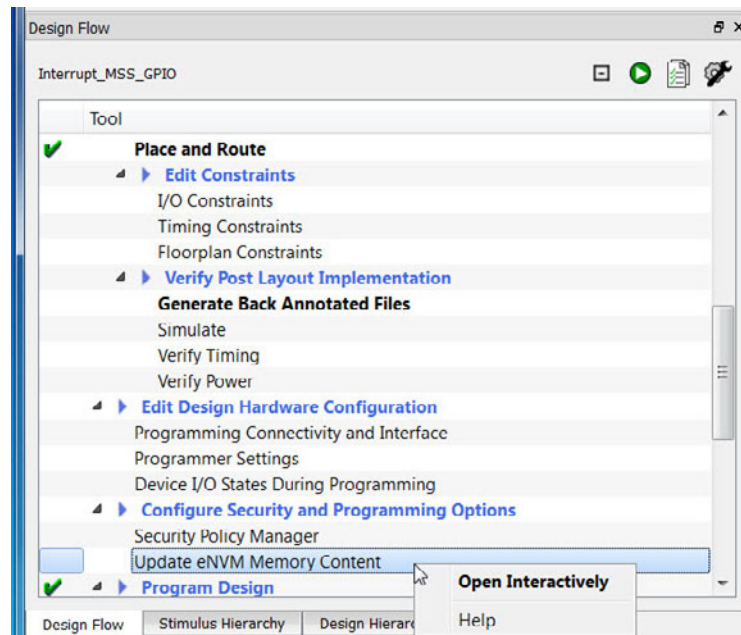 Design Flow
Interrupt_MSS_GPIO
Tool
Place and Route
Edit Constraints
I/O Constraints
Timing Constraints
Floorplan Constraints
Verify Post Layout Implementation
Generate Back Annotated Files
Simulate
Verify Timing
Verify Power
Edit Design Hardware Configuration
Programming Connectivity and Interface
Programmer Settings
Device I/O States During Programming
Configure Security and Programming Options
Security Policy Manager
Update eNVM Memory Content
Open Interactively
Program Design
Help
Design Flow Stimulus Hierarchy Design Hierarc